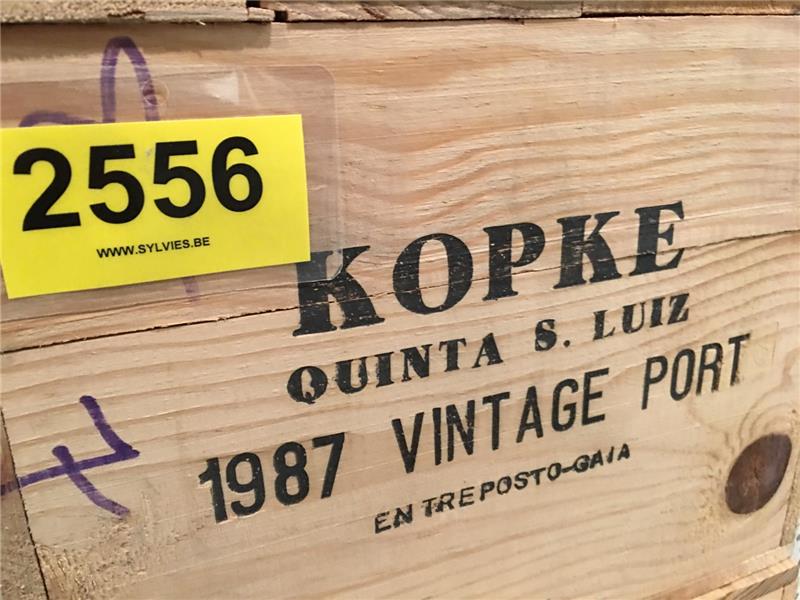 2556
WWW.SYLVIES.BE
KOPKE
QUINTA S. LUIZ
1987 VINTAGE PORT
ENTREPOSTO-GAIA